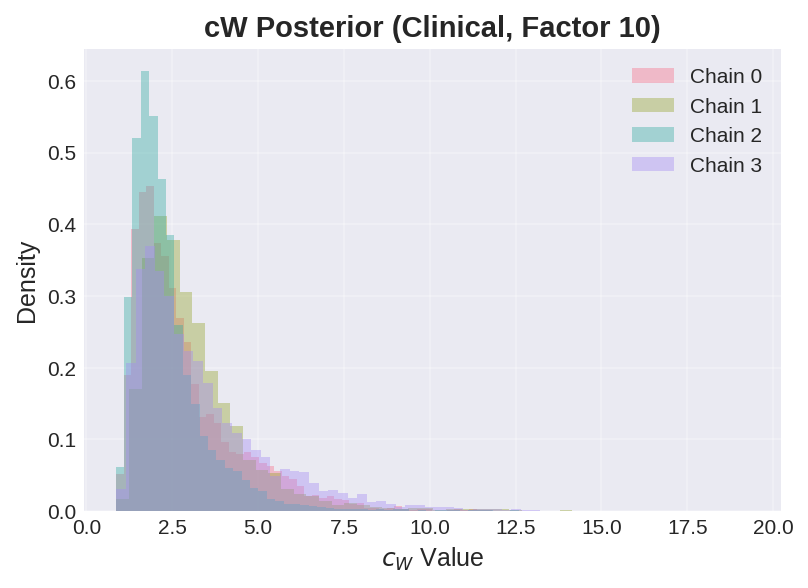 cW Posterior (Clinical, Factor 10)
Chain 0
Chain 1
Chain 2
Chain 3
Density
0.6
0.5
0.4
0.3
0.2
0.1
0.0
0.0 2.5 5.0 7.5 10.0 12.5 15.0 17.5 20.0
c_W Value